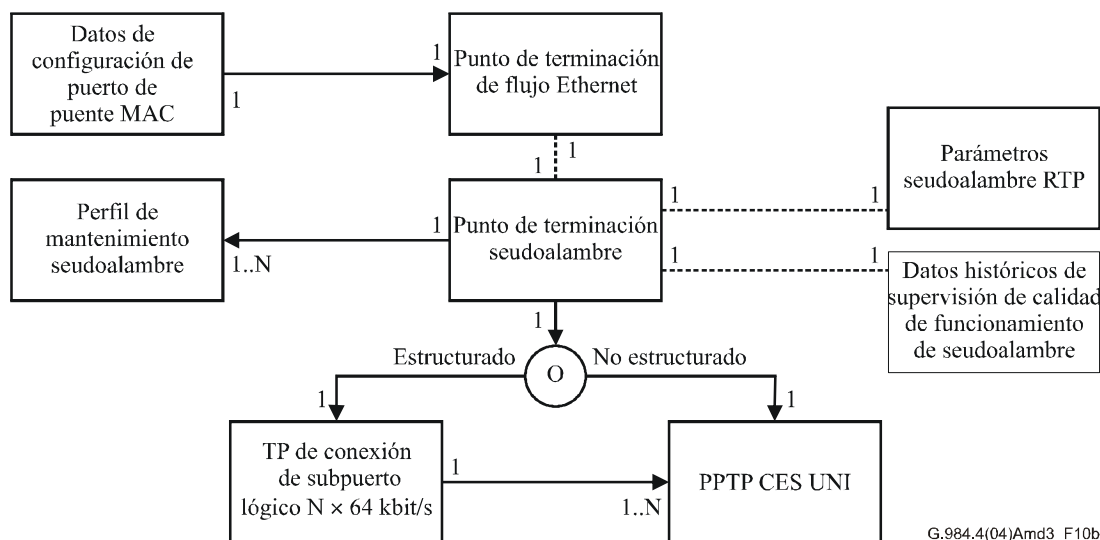 Datos de
configuración de
puerto de
puente MAC
1
1
Punto de terminación
de flujo Ethernet
1
1
Perfil de
mantenimiento
seudoalambre
1..N
1
Punto de terminación
seudoalambre
1
1
Parámetros
seudoalambre RTP
1
1
Datos históricos de
supervisión de calidad
de funcionamiento
de seudoalambre
1
Estructurado
O
No estructurado
1
1
TP de conexión
de subpuerto
lógico N × 64 kbit/s
1
1..N
PPTP CES UNI
G.984.4(04)Amd3_F10b